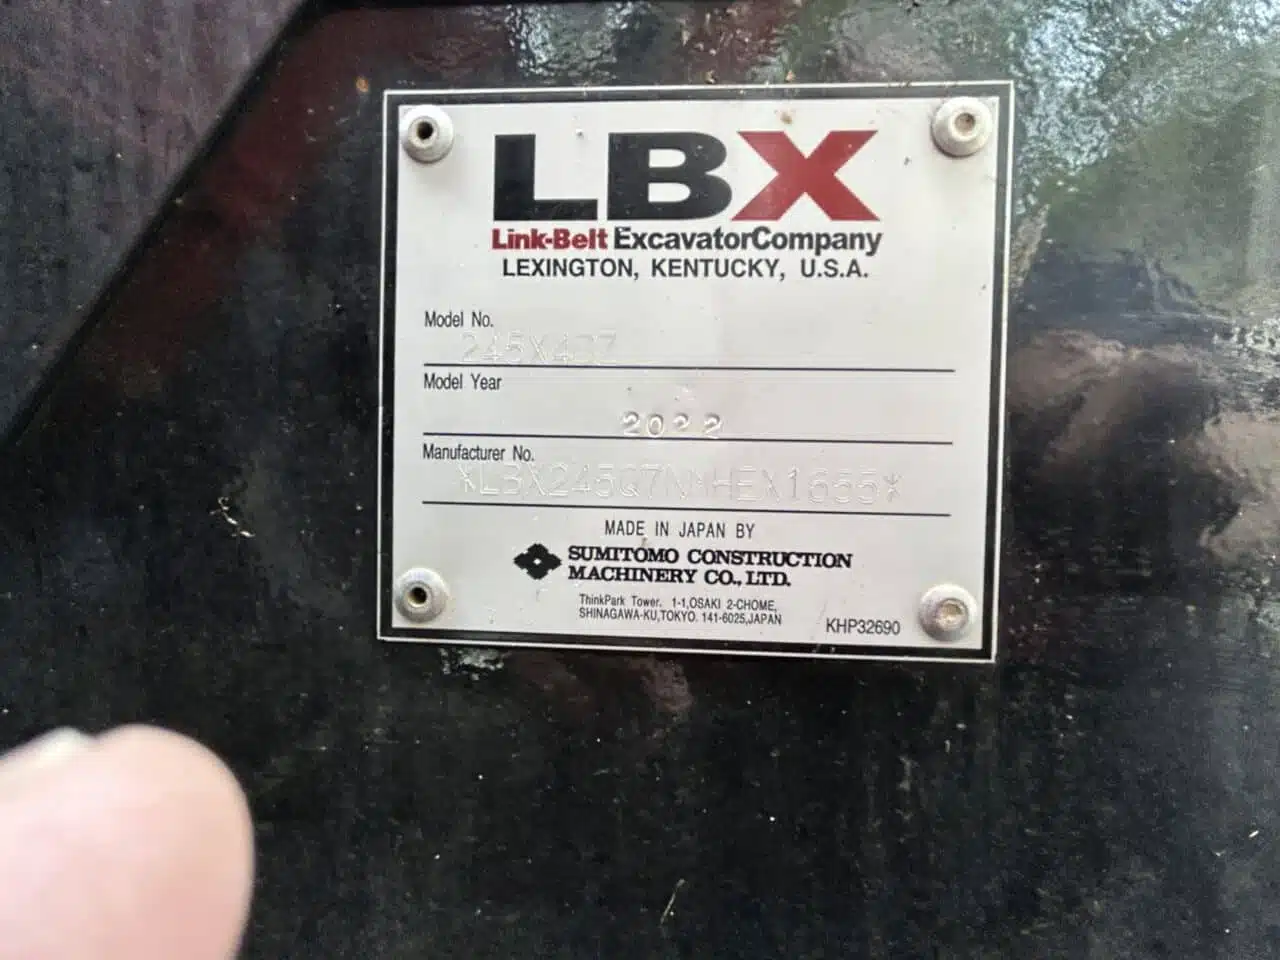 LBX
Link-Belt ExcavatorCompany
LEXINGTON, KENTUCKY, U.S.A.
Model No.
Model Year
2022
Manufacturer No.
MADE IN JAPAN BY
SUMITOMO CONSTRUCTION
MACHINERY CO., LTD.
ThinkPark Tower. 1-1,OSAKI 2-CHOME,
SHINAGAWA-KU,TOKYO. 141-6025,JAPAN
KHP32690